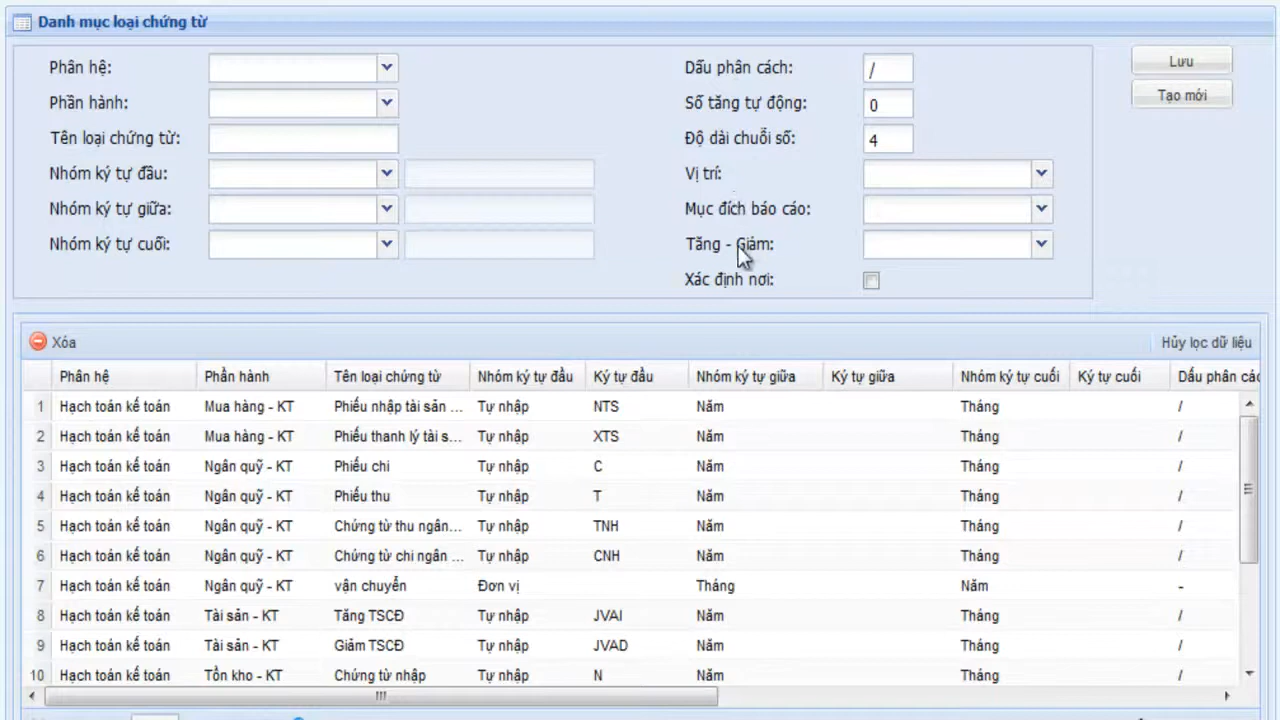 Danh mục loại chứng từ
Phân hệ:
Phần hành:
Tên loại chứng từ:
Nhóm ký tự đầu:
Nhóm ký tự giữa:
Nhóm ký tự cuối:
Dấu phân cách: /
Số tăng tự động: 0
Độ dài chuỗi số: 4
Vị trí:
Mục đích báo cáo:
Tăng - Giảm:
Xác định nơi:
Lưu
Tạo mới
Xóa Hủy lọc dữ liệu
Phân hệ Phần hành Tên loại chứng từ Nhóm ký tự đầu Ký tự đầu Nhóm ký tự giữa Ký tự giữa Nhóm ký tự cuối Ký tự cuối Dấu phân các
1 Hạch toán kế toán Mua hàng - KT Phiếu nhập tài sản ... Tự nhập NTS Năm Tháng /
2 Hạch toán kế toán Mua hàng - KT Phiếu thanh lý tài s... Tự nhập XTS Năm Tháng /
3 Hạch toán kế toán Ngân quỹ - KT Phiếu chi Tự nhập C Năm Tháng /
4 Hạch toán kế toán Ngân quỹ - KT Phiếu thu Tự nhập T Năm Tháng /
5 Hạch toán kế toán Ngân quỹ - KT Chứng từ thu ngân... Tự nhập TNH Năm Tháng /
6 Hạch toán kế toán Ngân quỹ - KT Chứng từ chi ngân ... Tự nhập CNH Năm Tháng /
7 Hạch toán kế toán Ngân quỹ - KT vận chuyển Đơn vị Tháng Năm -
8 Hạch toán kế toán Tài sản - KT Tăng TSCĐ Tự nhập JVAI Năm Tháng /
9 Hạch toán kế toán Tài sản - KT Giảm TSCĐ Tự nhập JVAD Năm Tháng /
10 Hạch toán kế toán Tồn kho - KT Chứng từ nhập Tự nhập N Năm Tháng /